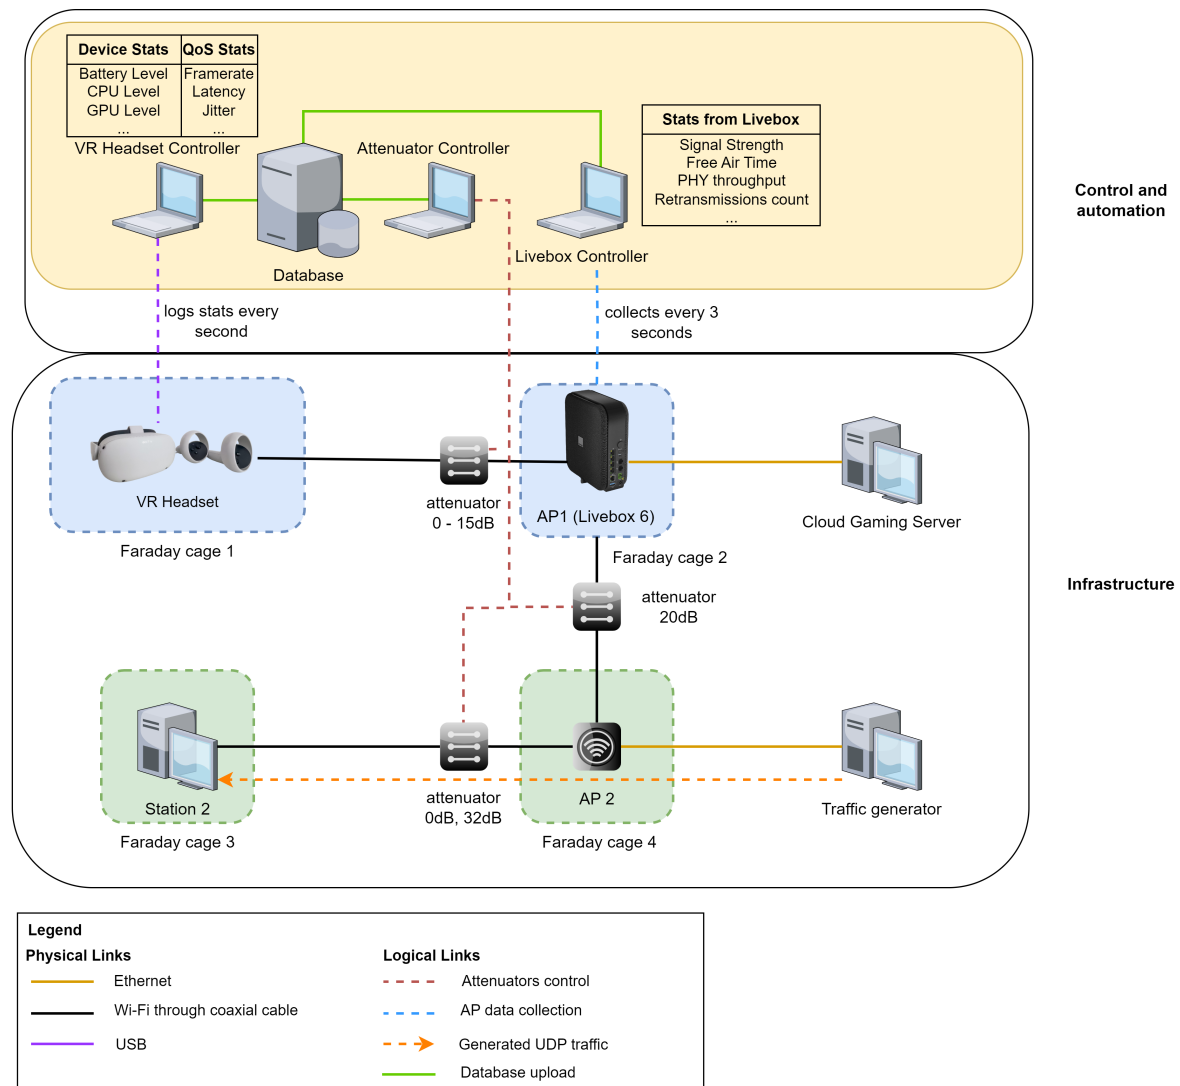 Device Stats
QoS Stats
Battery Level
Framerate
CPU Level
Latency
GPU Level
Jitter
...
...
VR Headset Controller
Attenuator Controller
Stats from Livebox
Signal Strength
Free Air Time
PHY throughput
Retransmissions count
...
Control and
automation
Livebox Controller
Database
logs stats every
second
collects every 3
seconds
VR Headset
Faraday cage 1
attenuator
0 - 15dB
AP1 (Livebox 6)
Faraday cage 2
Cloud Gaming Server
attenuator
20dB
Infrastructure
Station 2
Faraday cage 3
attenuator
0dB, 32dB
AP 2
Faraday cage 4
Traffic generator
Legend
Physical Links
Ethernet
Wi-Fi through coaxial cable
USB
Logical Links
Attenuators control
AP data collection
Generated UDP traffic
Database upload